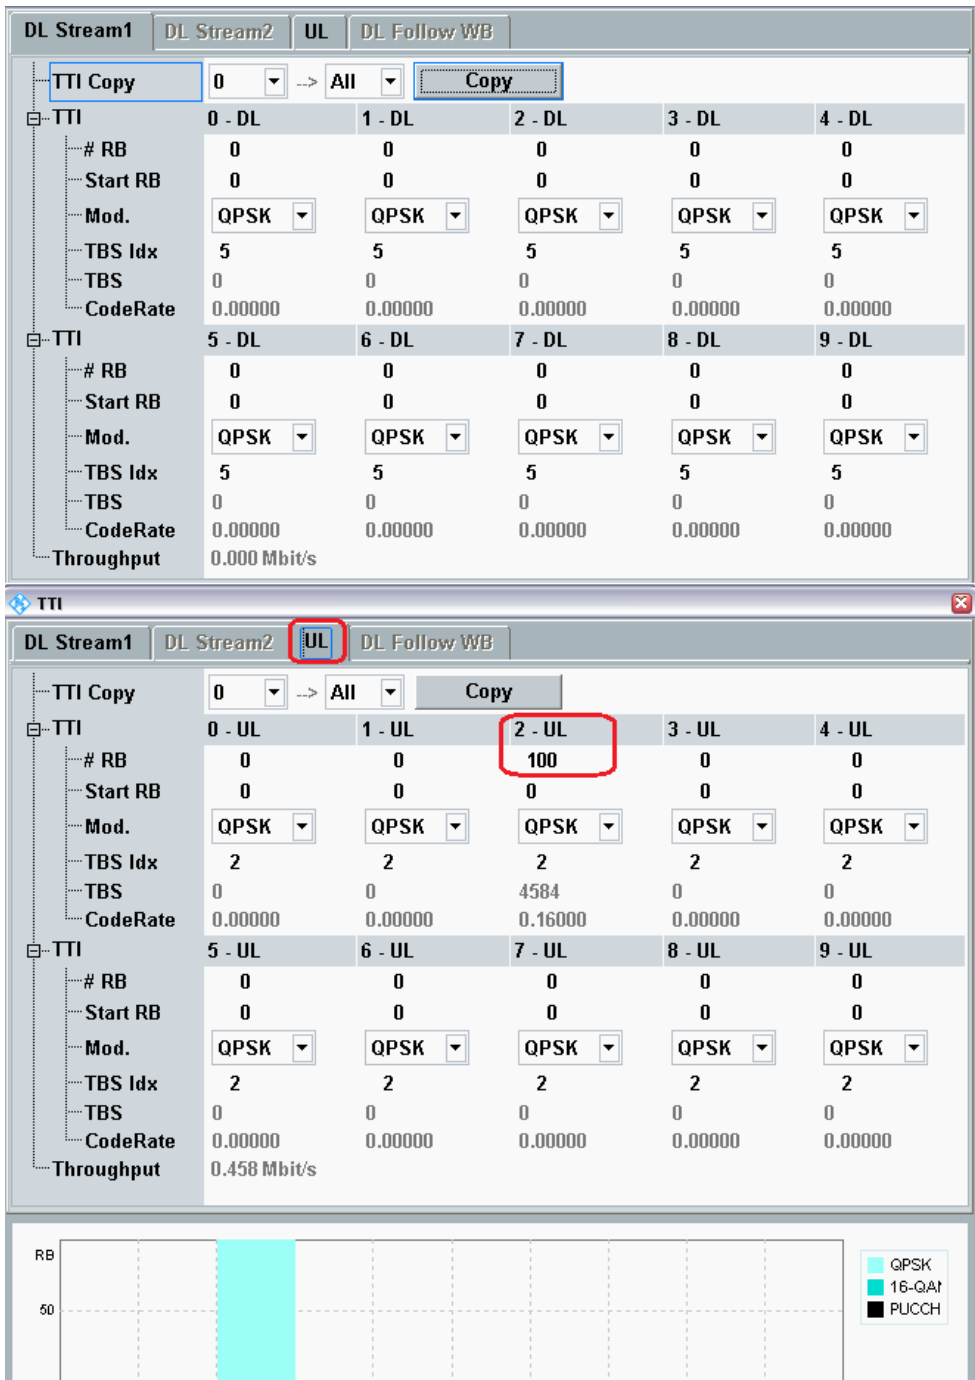 DL Stream1 DL Stream2 UL DL Follow WB
TTI Copy 0 --> All Copy
TTI 0 - DL 1 - DL 2 - DL 3 - DL 4 - DL
# RB 0 0 0 0 0
Start RB 0 0 0 0 0
Mod. QPSK QPSK QPSK QPSK QPSK
TBS Idx 5 5 5 5 5
TBS 0 0 0 0 0
CodeRate 0.00000 0.00000 0.00000 0.00000 0.00000
TTI 5 - DL 6 - DL 7 - DL 8 - DL 9 - DL
# RB 0 0 0 0 0
Start RB 0 0 0 0 0
Mod. QPSK QPSK QPSK QPSK QPSK
TBS Idx 5 5 5 5 5
TBS 0 0 0 0 0
CodeRate 0.00000 0.00000 0.00000 0.00000 0.00000
Throughput 0.000 Mbit/s
TTI
DL Stream1 DL Stream2 UL DL Follow WB
TTI Copy 0 --> All Copy
TTI 0 - UL 1 - UL 2 - UL 3 - UL 4 - UL
# RB 0 0 100 0 0
Start RB 0 0 0 0 0
Mod. QPSK QPSK QPSK QPSK QPSK
TBS Idx 2 2 2 2 2
TBS 0 0 4584 0 0
CodeRate 0.00000 0.00000 0.16000 0.00000 0.00000
TTI 5 - UL 6 - UL 7 - UL 8 - UL 9 - UL
# RB 0 0 0 0 0
Start RB 0 0 0 0 0
Mod. QPSK QPSK QPSK QPSK QPSK
TBS Idx 2 2 2 2 2
TBS 0 0 0 0 0
CodeRate 0.00000 0.00000 0.00000 0.00000 0.00000
Throughput 0.458 Mbit/s
RB
50
QPSK
16-QAM
PUCCH